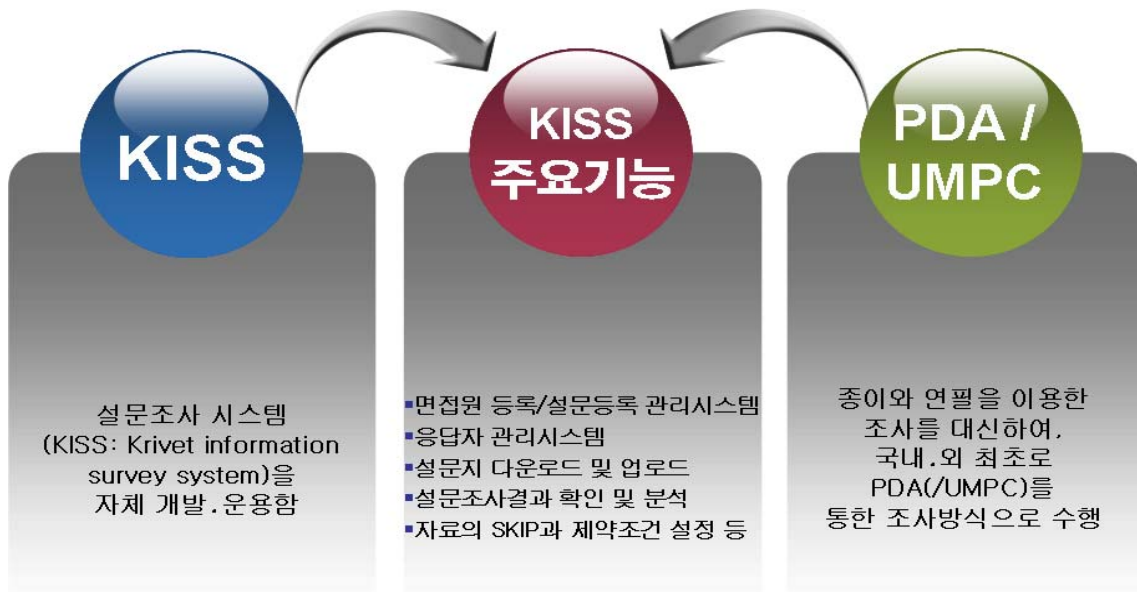 KISS
설문조사 시스템
(KISS: Krivet information
survey system)을
자체 개발.운용함
KISS
주요기능
▪면접원 등록/설문등록 관리시스템
▪응답자 관리시스템
▪설문지 다운로드 및 업로드
▪설문조사결과 확인 및 분석
▪자료의 SKIP과 제약조건 설정 등
PDA /
UMPC
종이와 연필을 이용한
조사를 대신하여,
국내.외 최초로
PDA(/UMPC)를
통한 조사방식으로 수행